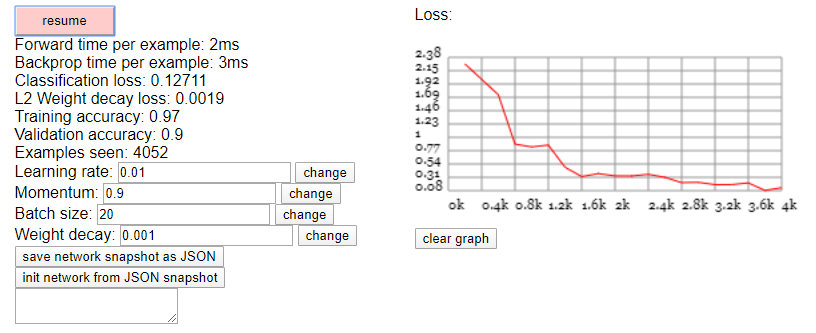 resume
Forward time per example: 2ms
Backprop time per example: 3ms
Classification loss: 0.12711
L2 Weight decay loss: 0.0019
Training accuracy: 0.97
Validation accuracy: 0.9
Examples seen: 4052
Learning rate: 0.01 change
Momentum: 0.9 change
Batch size: 20 change
Weight decay: 0.001 change
save network snapshot as JSON
init network from JSON snapshot
Loss:
2.38
2.15
1.92
1.69
1.46
1.23
1
0.77
0.54
0.31
0.08
0k 0.4k 0.8k 1.2k 1.6k 2k 2.4k 2.8k 3.2k 3.6k 4k
clear graph